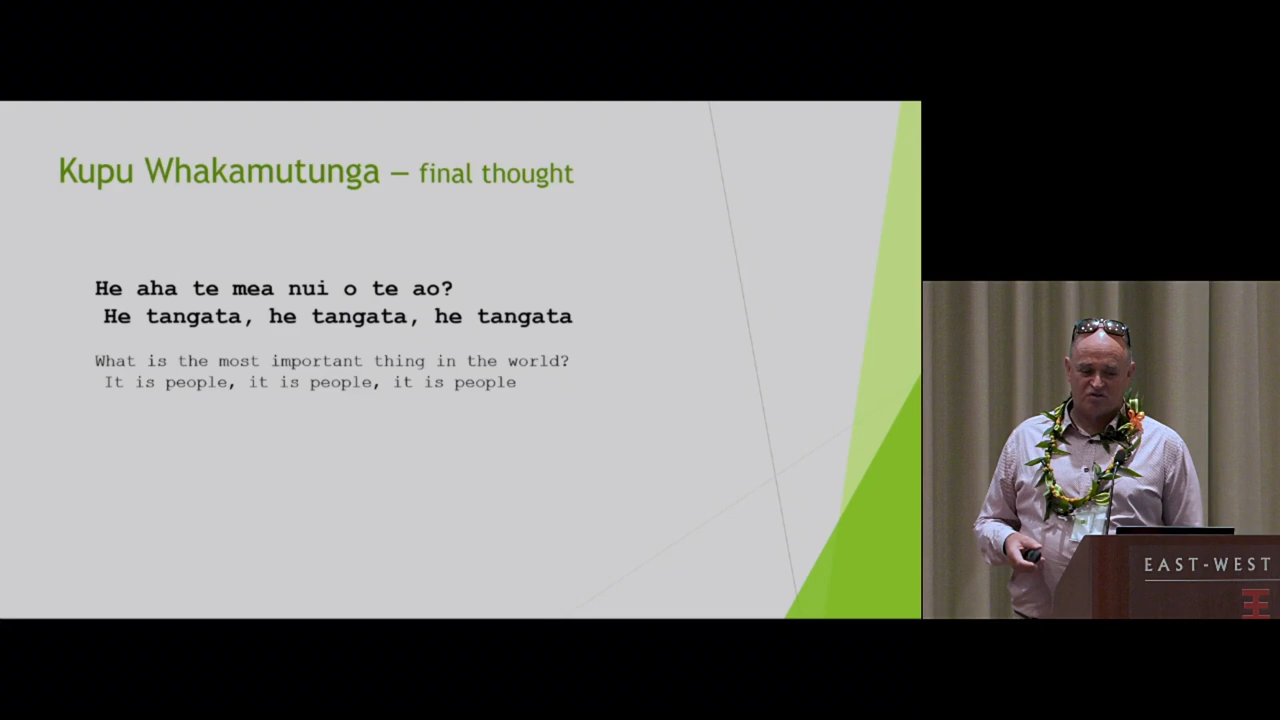 Kupu Whakamutunga – final thought
He aha te mea nui o te ao?
He tangata, he tangata, he tangata
What is the most important thing in the world?
It is people, it is people, it is people
EAST-WEST